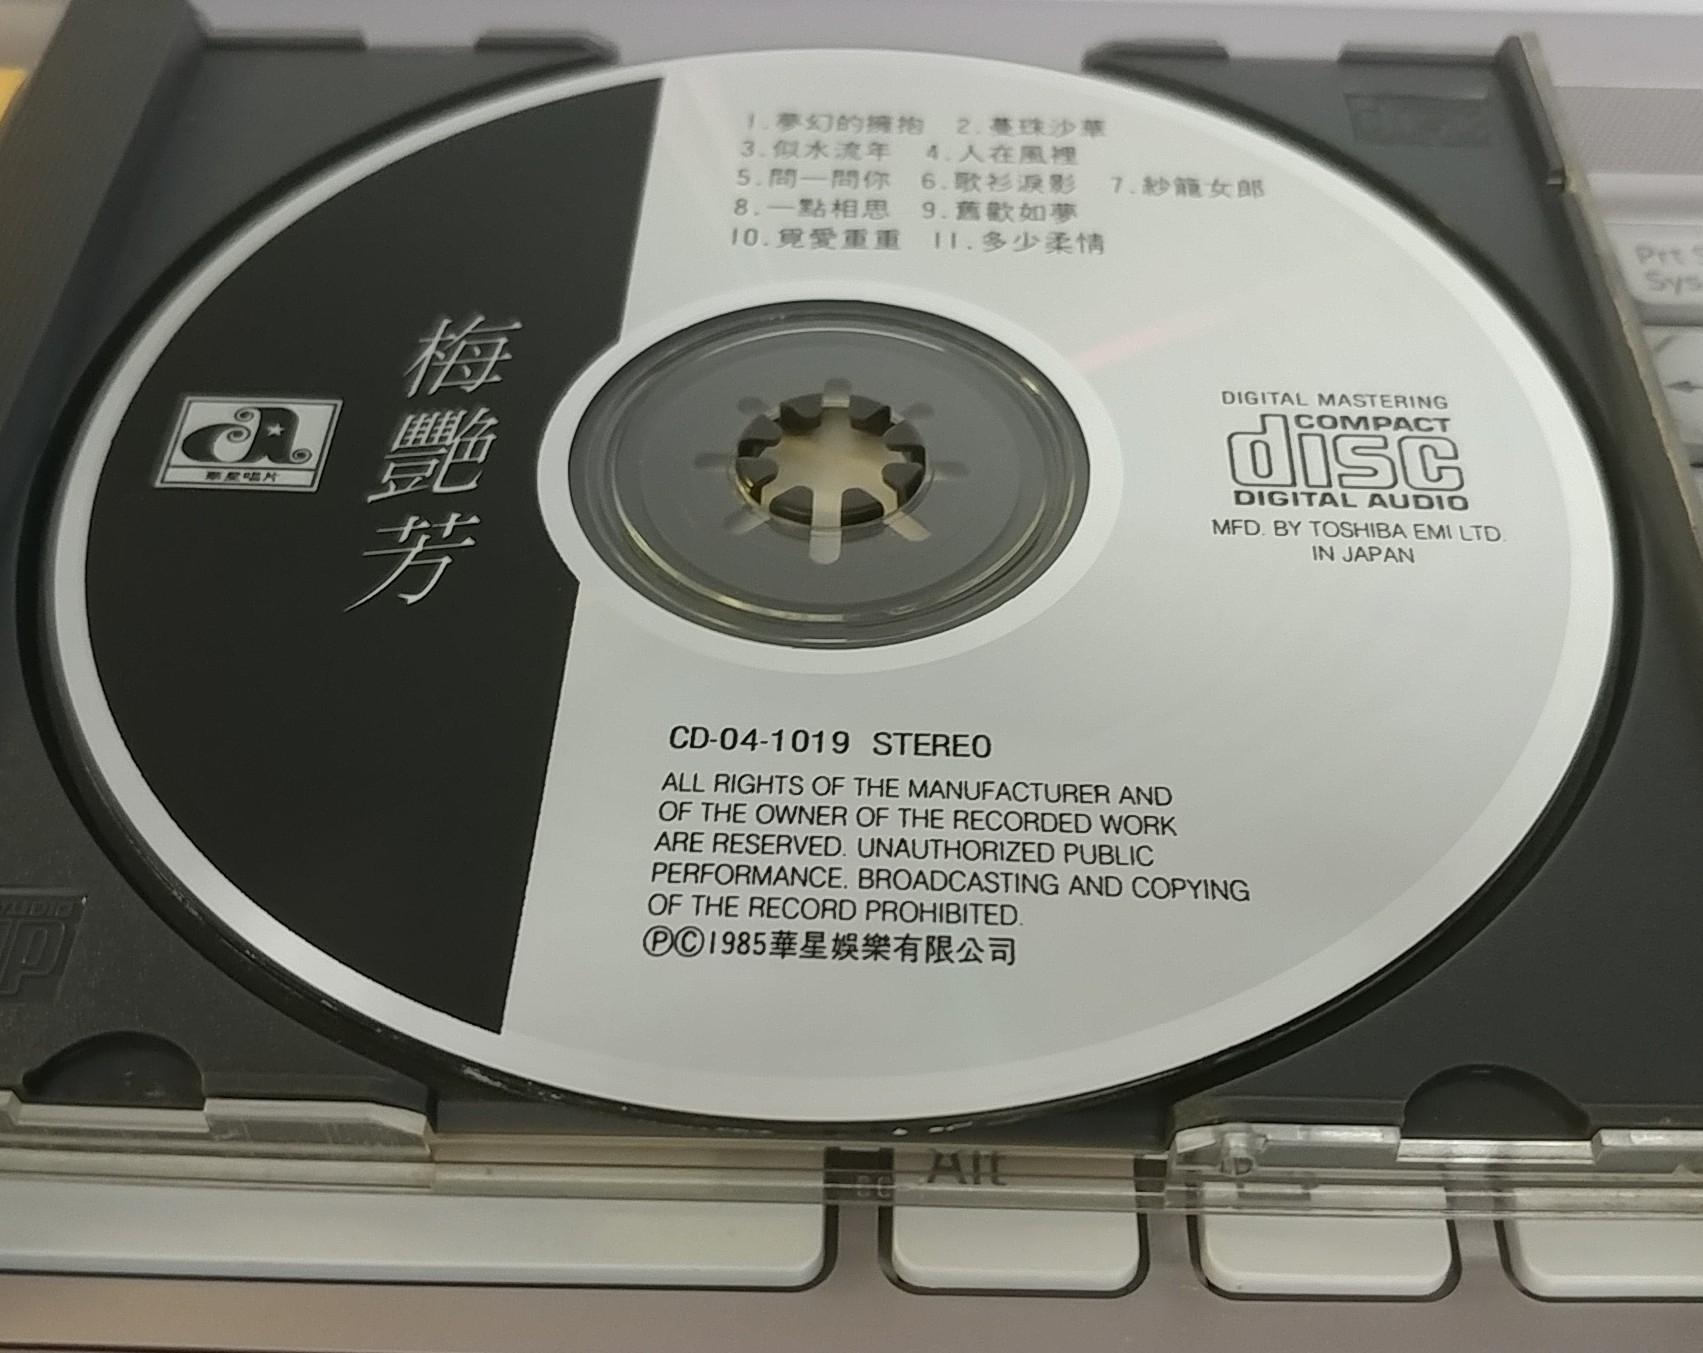 1.夢幻的擁抱 2.蔓珠沙華
3.似水流年 4.人在風裡
5.問一問你 6.歌衫淚影 7.紗籠女郎
8.一點相思 9.舊歡如夢
10.覓愛重重 11.多少柔情
梅艷芳
華星唱片
DIGITAL MASTERING
COMPACT
disc
DIGITAL AUDIO
MFD. BY TOSHIBA EMI LTD.
IN JAPAN
CD-04-1019 STEREO
ALL RIGHTS OF THE MANUFACTURER AND
OF THE OWNER OF THE RECORDED WORK
ARE RESERVED. UNAUTHORIZED PUBLIC
PERFORMANCE. BROADCASTING AND COPYING
OF THE RECORD PROHIBITED.
ⓅⒸ1985華星娛樂有限公司
Prt S
Sys
Alt